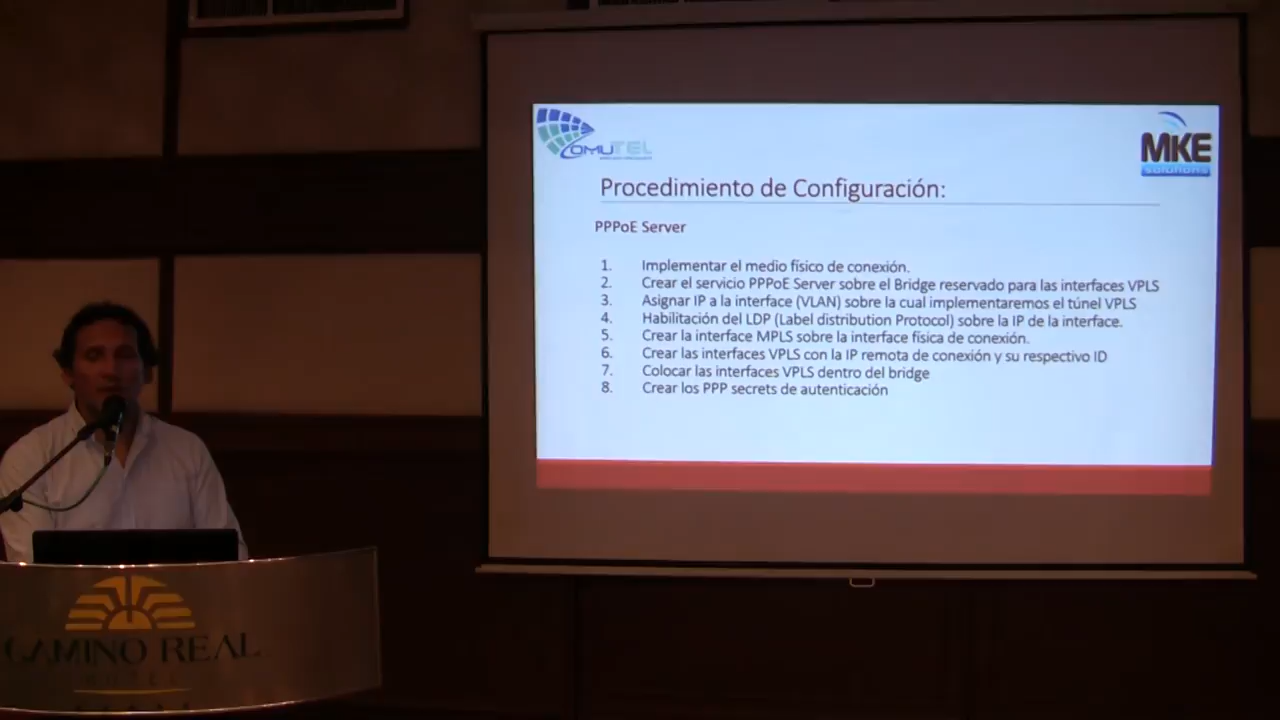 COMUTEL
MKE
solutions
Procedimiento de Configuración:
PPPoE Server
1. Implementar el medio físico de conexión.
2. Crear el servicio PPPoE Server sobre el Bridge reservado para las interfaces VPLS
3. Asignar IP a la interface (VLAN) sobre la cual implementaremos el túnel VPLS
4. Habilitación del LDP (Label distribution Protocol) sobre la IP de la interface.
5. Crear la interface MPLS sobre la interface física de conexión.
6. Crear las interfaces VPLS con la IP remota de conexión y su respectivo ID
7. Colocar las interfaces VPLS dentro del bridge
8. Crear los PPP secrets de autenticación
CAMINO REAL
HOTEL